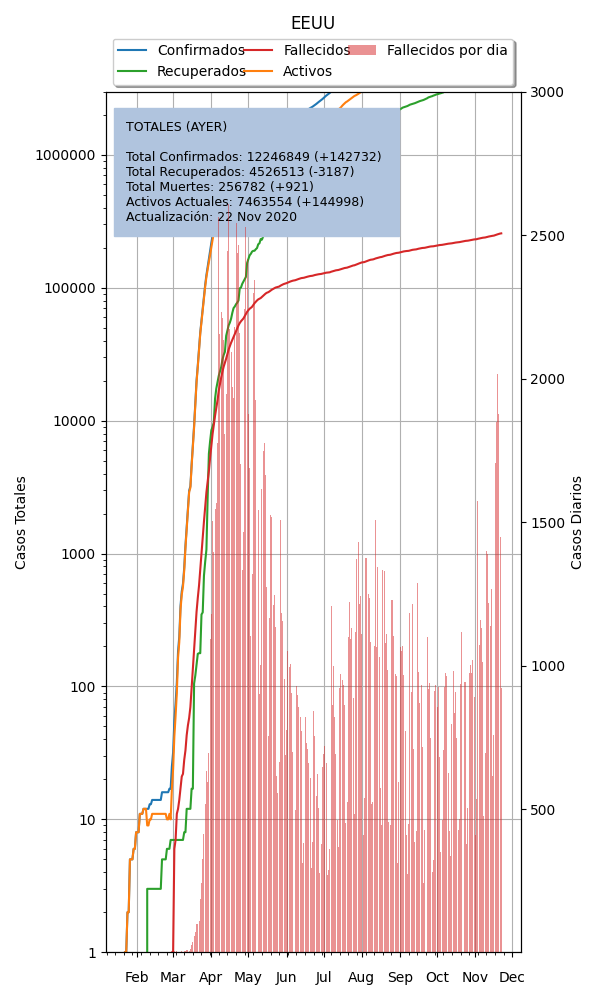 EEUU
Confirmados Fallecidos Fallecidos por dia
Recuperados Activos
TOTALES (AYER)
Total Confirmados: 12246849 (+142732)
Total Recuperados: 4526513 (-3187)
Total Muertes: 256782 (+921)
Activos Actuales: 7463554 (+144998)
Actualización: 22 Nov 2020
Casos Totales
1000000
100000
10000
1000
100
10
1
3000
2500
2000
1500
1000
500
Casos Diarios
Feb Mar Apr May Jun Jul Aug Sep Oct Nov Dec